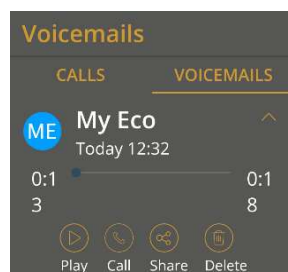 Voicemails
CALLS VOICEMAILS
ME My Eco
Today 12:32
0:1 0:1
3 8
Play Call Share Delete